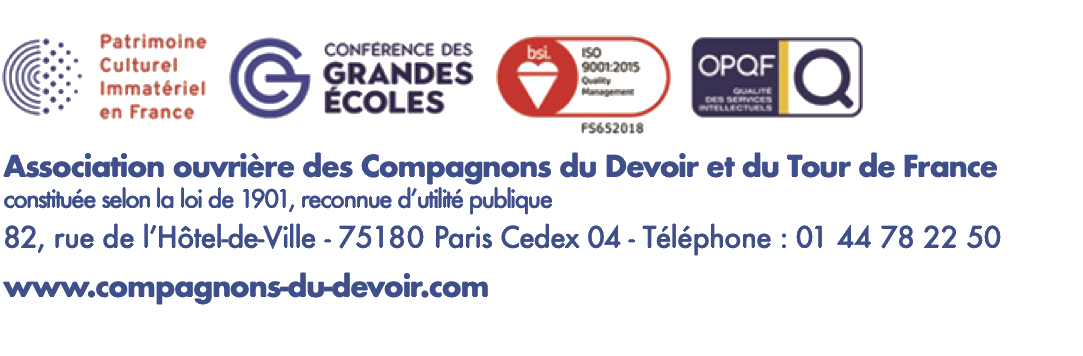 Patrimoine
Culturel
Immatériel
en France
CONFÉRENCE DES
GRANDES
ÉCOLES
bsi.
ISO
9001:2015
Quality
Management
FS652018
OPQF
QUALITÉ
DES SERVICES
INTELLECTUELS
Association ouvrière des Compagnons du Devoir et du Tour de France
constituée selon la loi de 1901, reconnue d’utilité publique
82, rue de l’Hôtel-de-Ville - 75180 Paris Cedex 04 - Téléphone : 01 44 78 22 50
www.compagnons-du-devoir.com